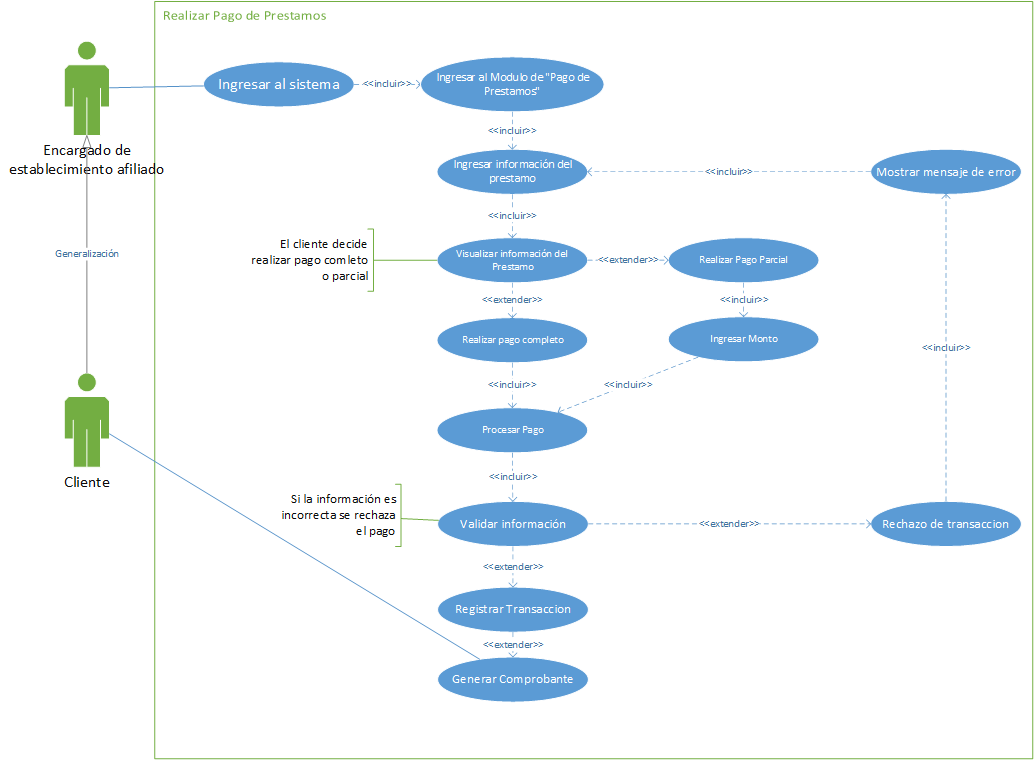 Realizar Pago de Prestamos
Ingresar al sistema
<<incluir>>
Ingresar al Modulo de "Pago de
Prestamos"
<<incluir>>
Encargado de
establecimiento afiliado
Ingresar información del
prestamo
<<incluir>>
Mostrar mensaje de error
<<incluir>>
Generalización
El cliente decide
realizar pago comleto
o parcial
Visualizar información del
Prestamo
<<extender>>
Realizar Pago Parcial
<<extender>>
<<incluir>>
Realizar pago completo
Ingresar Monto
<<incluir>>
<<incluir>>
<<incluir>>
Procesar Pago
Cliente
<<incluir>>
Si la información es
incorrecta se rechaza
el pago
Validar información
<<extender>>
Rechazo de transaccion
<<extender>>
Registrar Transaccion
<<extender>>
Generar Comprobante